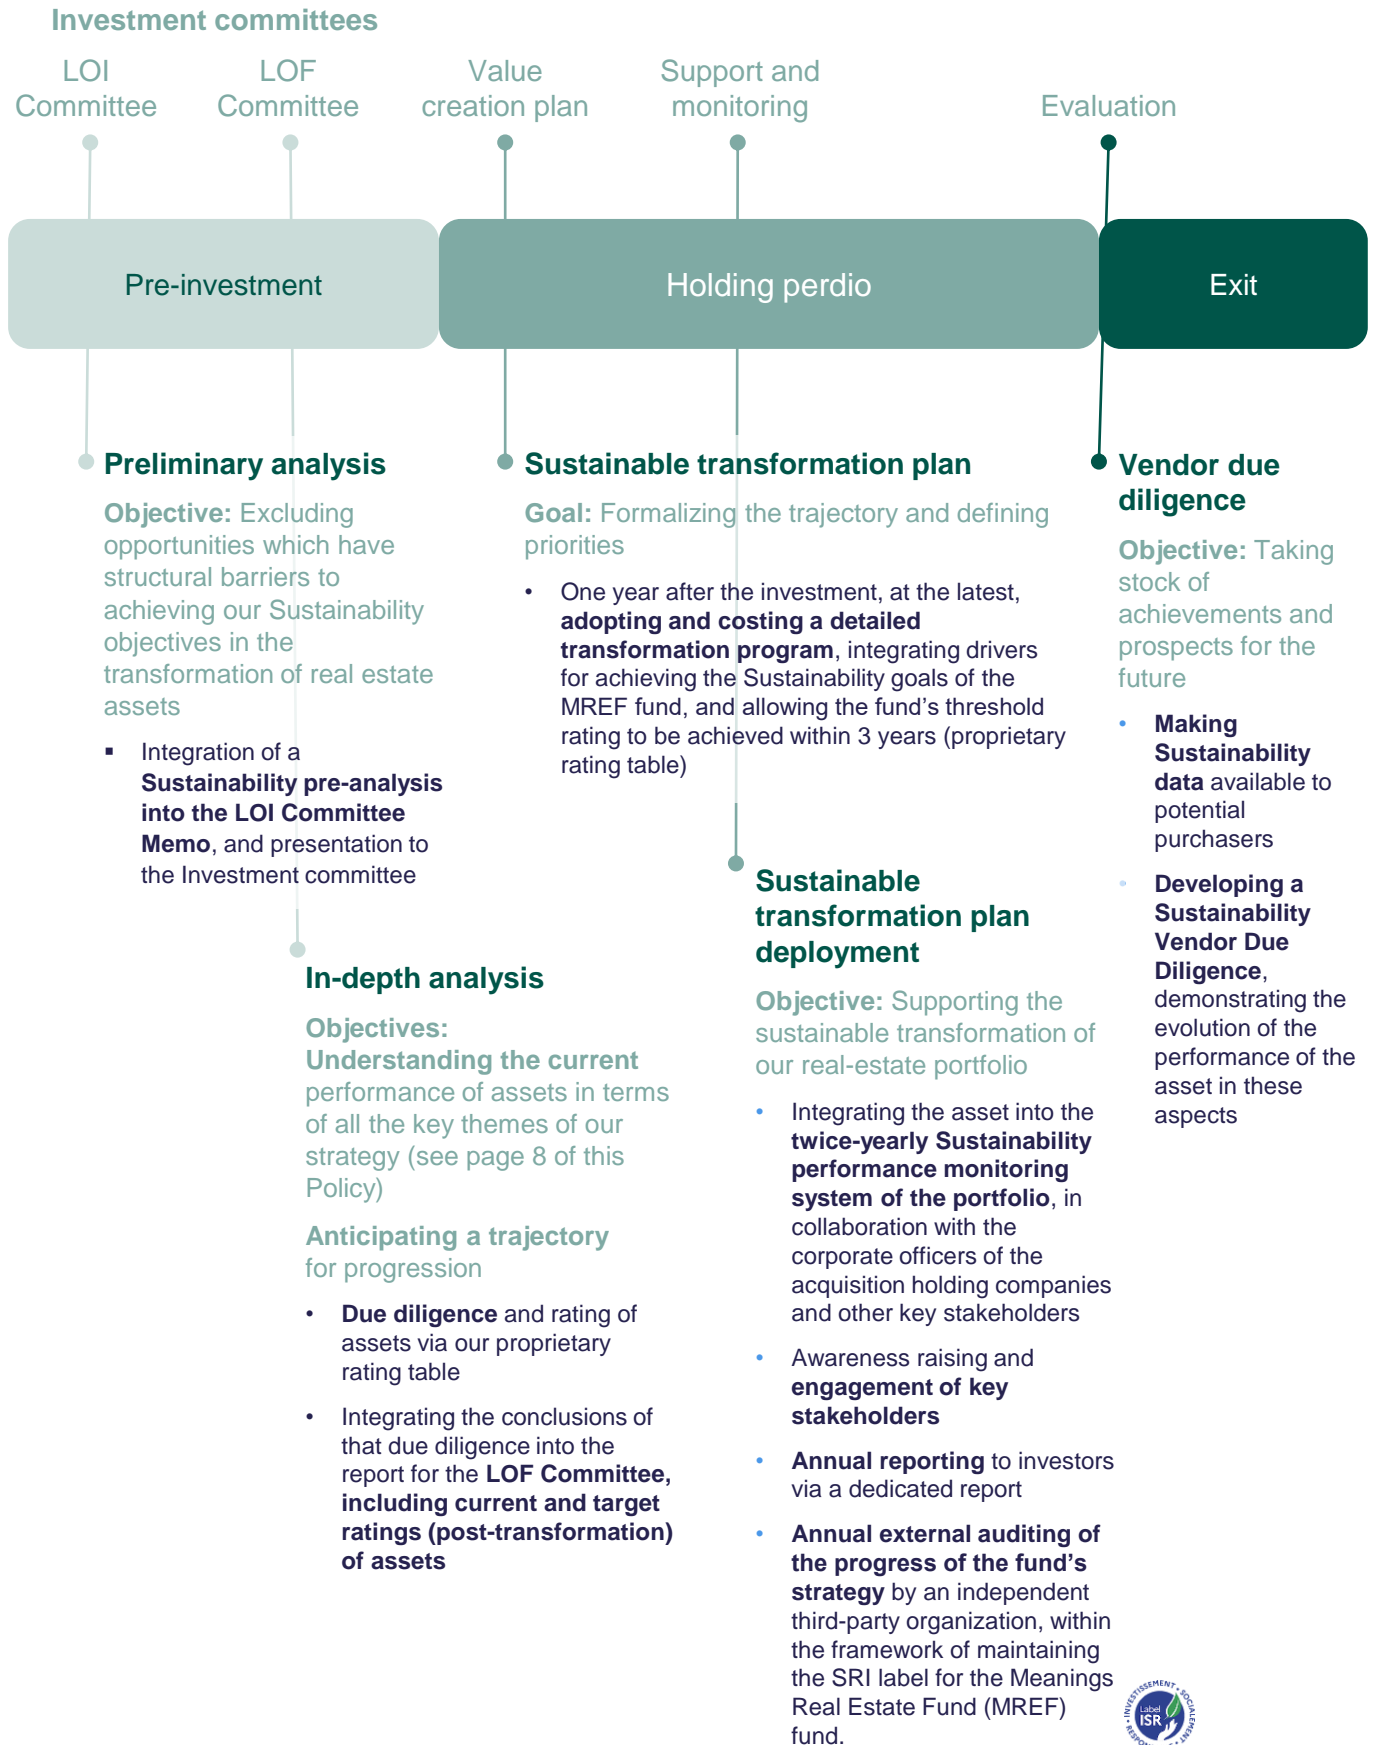 Investment committees
LOI
Committee
LOF
Committee
Value
creation plan
Support and
monitoring
Evaluation
Pre-investment
Holding perdio
Exit
Preliminary analysis
Objective: Excluding
opportunities which have
structural barriers to
achieving our Sustainability
objectives in the
transformation of real estate
assets
▪ Integration of a
Sustainability pre-analysis
into the LOI Committee
Memo, and presentation to
the Investment committee
In-depth analysis
Objectives:
Understanding the current
performance of assets in terms
of all the key themes of our
strategy (see page 8 of this
Policy)
Anticipating a trajectory
for progression
• Due diligence and rating of
assets via our proprietary
rating table
• Integrating the conclusions of
that due diligence into the
report for the LOF Committee,
including current and target
ratings (post-transformation)
of assets
Sustainable transformation plan
Goal: Formalizing the trajectory and defining
priorities
• One year after the investment, at the latest,
adopting and costing a detailed
transformation program, integrating drivers
for achieving the Sustainability goals of the
MREF fund, and allowing the fund’s threshold
rating to be achieved within 3 years (proprietary
rating table)
Sustainable
transformation plan
deployment
Objective: Supporting the
sustainable transformation of
our real-estate portfolio
• Integrating the asset into the
twice-yearly Sustainability
performance monitoring
system of the portfolio, in
collaboration with the
corporate officers of the
acquisition holding companies
and other key stakeholders
• Awareness raising and
engagement of key
stakeholders
• Annual reporting to investors
via a dedicated report
• Annual external auditing of
the progress of the fund’s
strategy by an independent
third-party organization, within
the framework of maintaining
the SRI label for the Meanings
Real Estate Fund (MREF)
fund.
Vendor due
diligence
Objective: Taking
stock of
achievements and
prospects for the
future
• Making
Sustainability
data available to
potential
purchasers
• Developing a
Sustainability
Vendor Due
Diligence,
demonstrating the
evolution of the
performance of the
asset in these
aspects
INVESTISSEMENT • SOCIALEMENT
Label
ISR